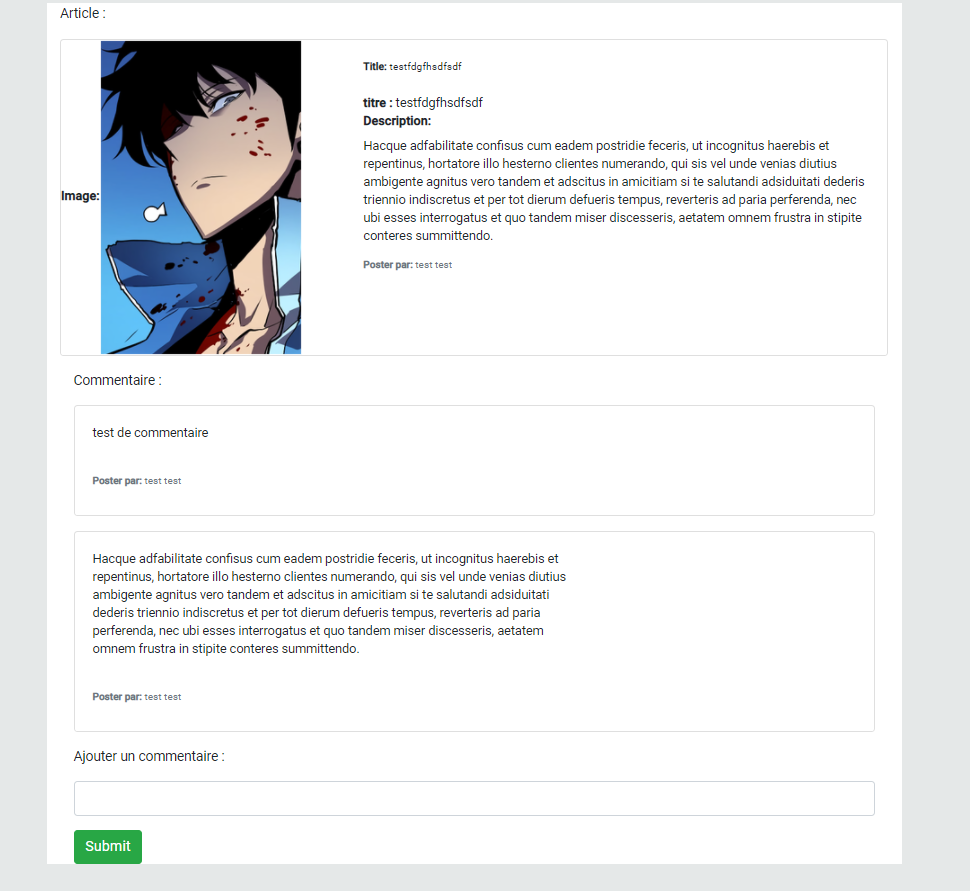 Article :
Image:
Title: testfdgfhsdfsdf
titre : testfdgfhsdfsdf
Description:
Hacque adfabilitate confisus cum eadem postridie feceris, ut incognitus haerebis et
repentinus, hortatore illo hesterno clientes numerando, qui sis vel unde venias diutius
ambigente agnitus vero tandem et adscitus in amicitiam si te salutandi adsiduitati dederis
triennio indiscretus et per tot dierum defueris tempus, reverteris ad paria perferenda, nec
ubi esses interrogatus et quo tandem miser discesseris, aetatem omnem frustra in stipite
conteres summittendo.
Poster par: test test
Commentaire :
test de commentaire
Poster par: test test
Hacque adfabilitate confisus cum eadem postridie feceris, ut incognitus haerebis et
repentinus, hortatore illo hesterno clientes numerando, qui sis vel unde venias diutius
ambigente agnitus vero tandem et adscitus in amicitiam si te salutandi adsiduitati
dederis triennio indiscretus et per tot dierum defueris tempus, reverteris ad paria
perferenda, nec ubi esses interrogatus et quo tandem miser discesseris, aetatem
omnem frustra in stipite conteres summittendo.
Poster par: test test
Ajouter un commentaire :
Submit